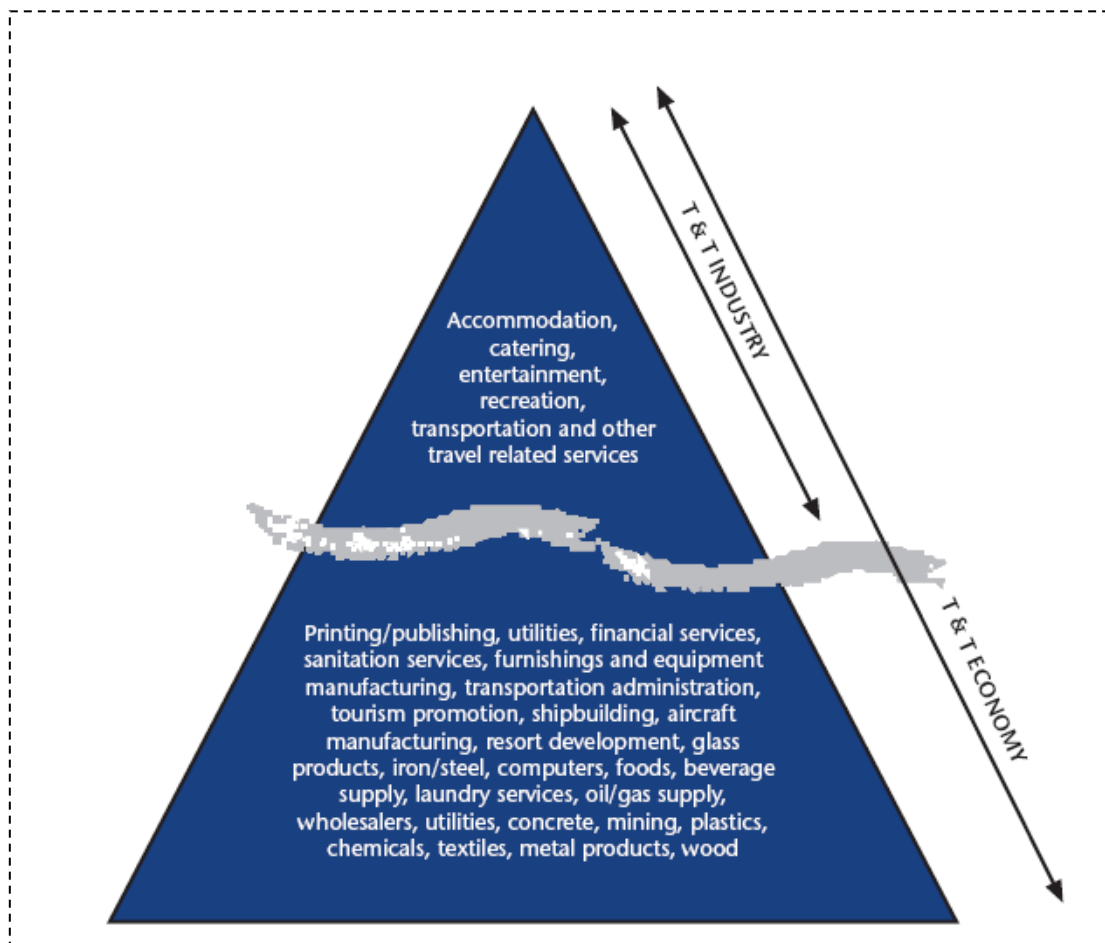 T & T INDUSTRY
T & T ECONOMY
Accommodation,
catering,
entertainment,
recreation,
transportation and other
travel related services
Printing/publishing, utilities, financial services,
sanitation services, furnishings and equipment
manufacturing, transportation administration,
tourism promotion, shipbuilding, aircraft
manufacturing, resort development, glass
products, iron/steel, computers, foods, beverage
supply, laundry services, oil/gas supply,
wholesalers, utilities, concrete, mining, plastics,
chemicals, textiles, metal products, wood